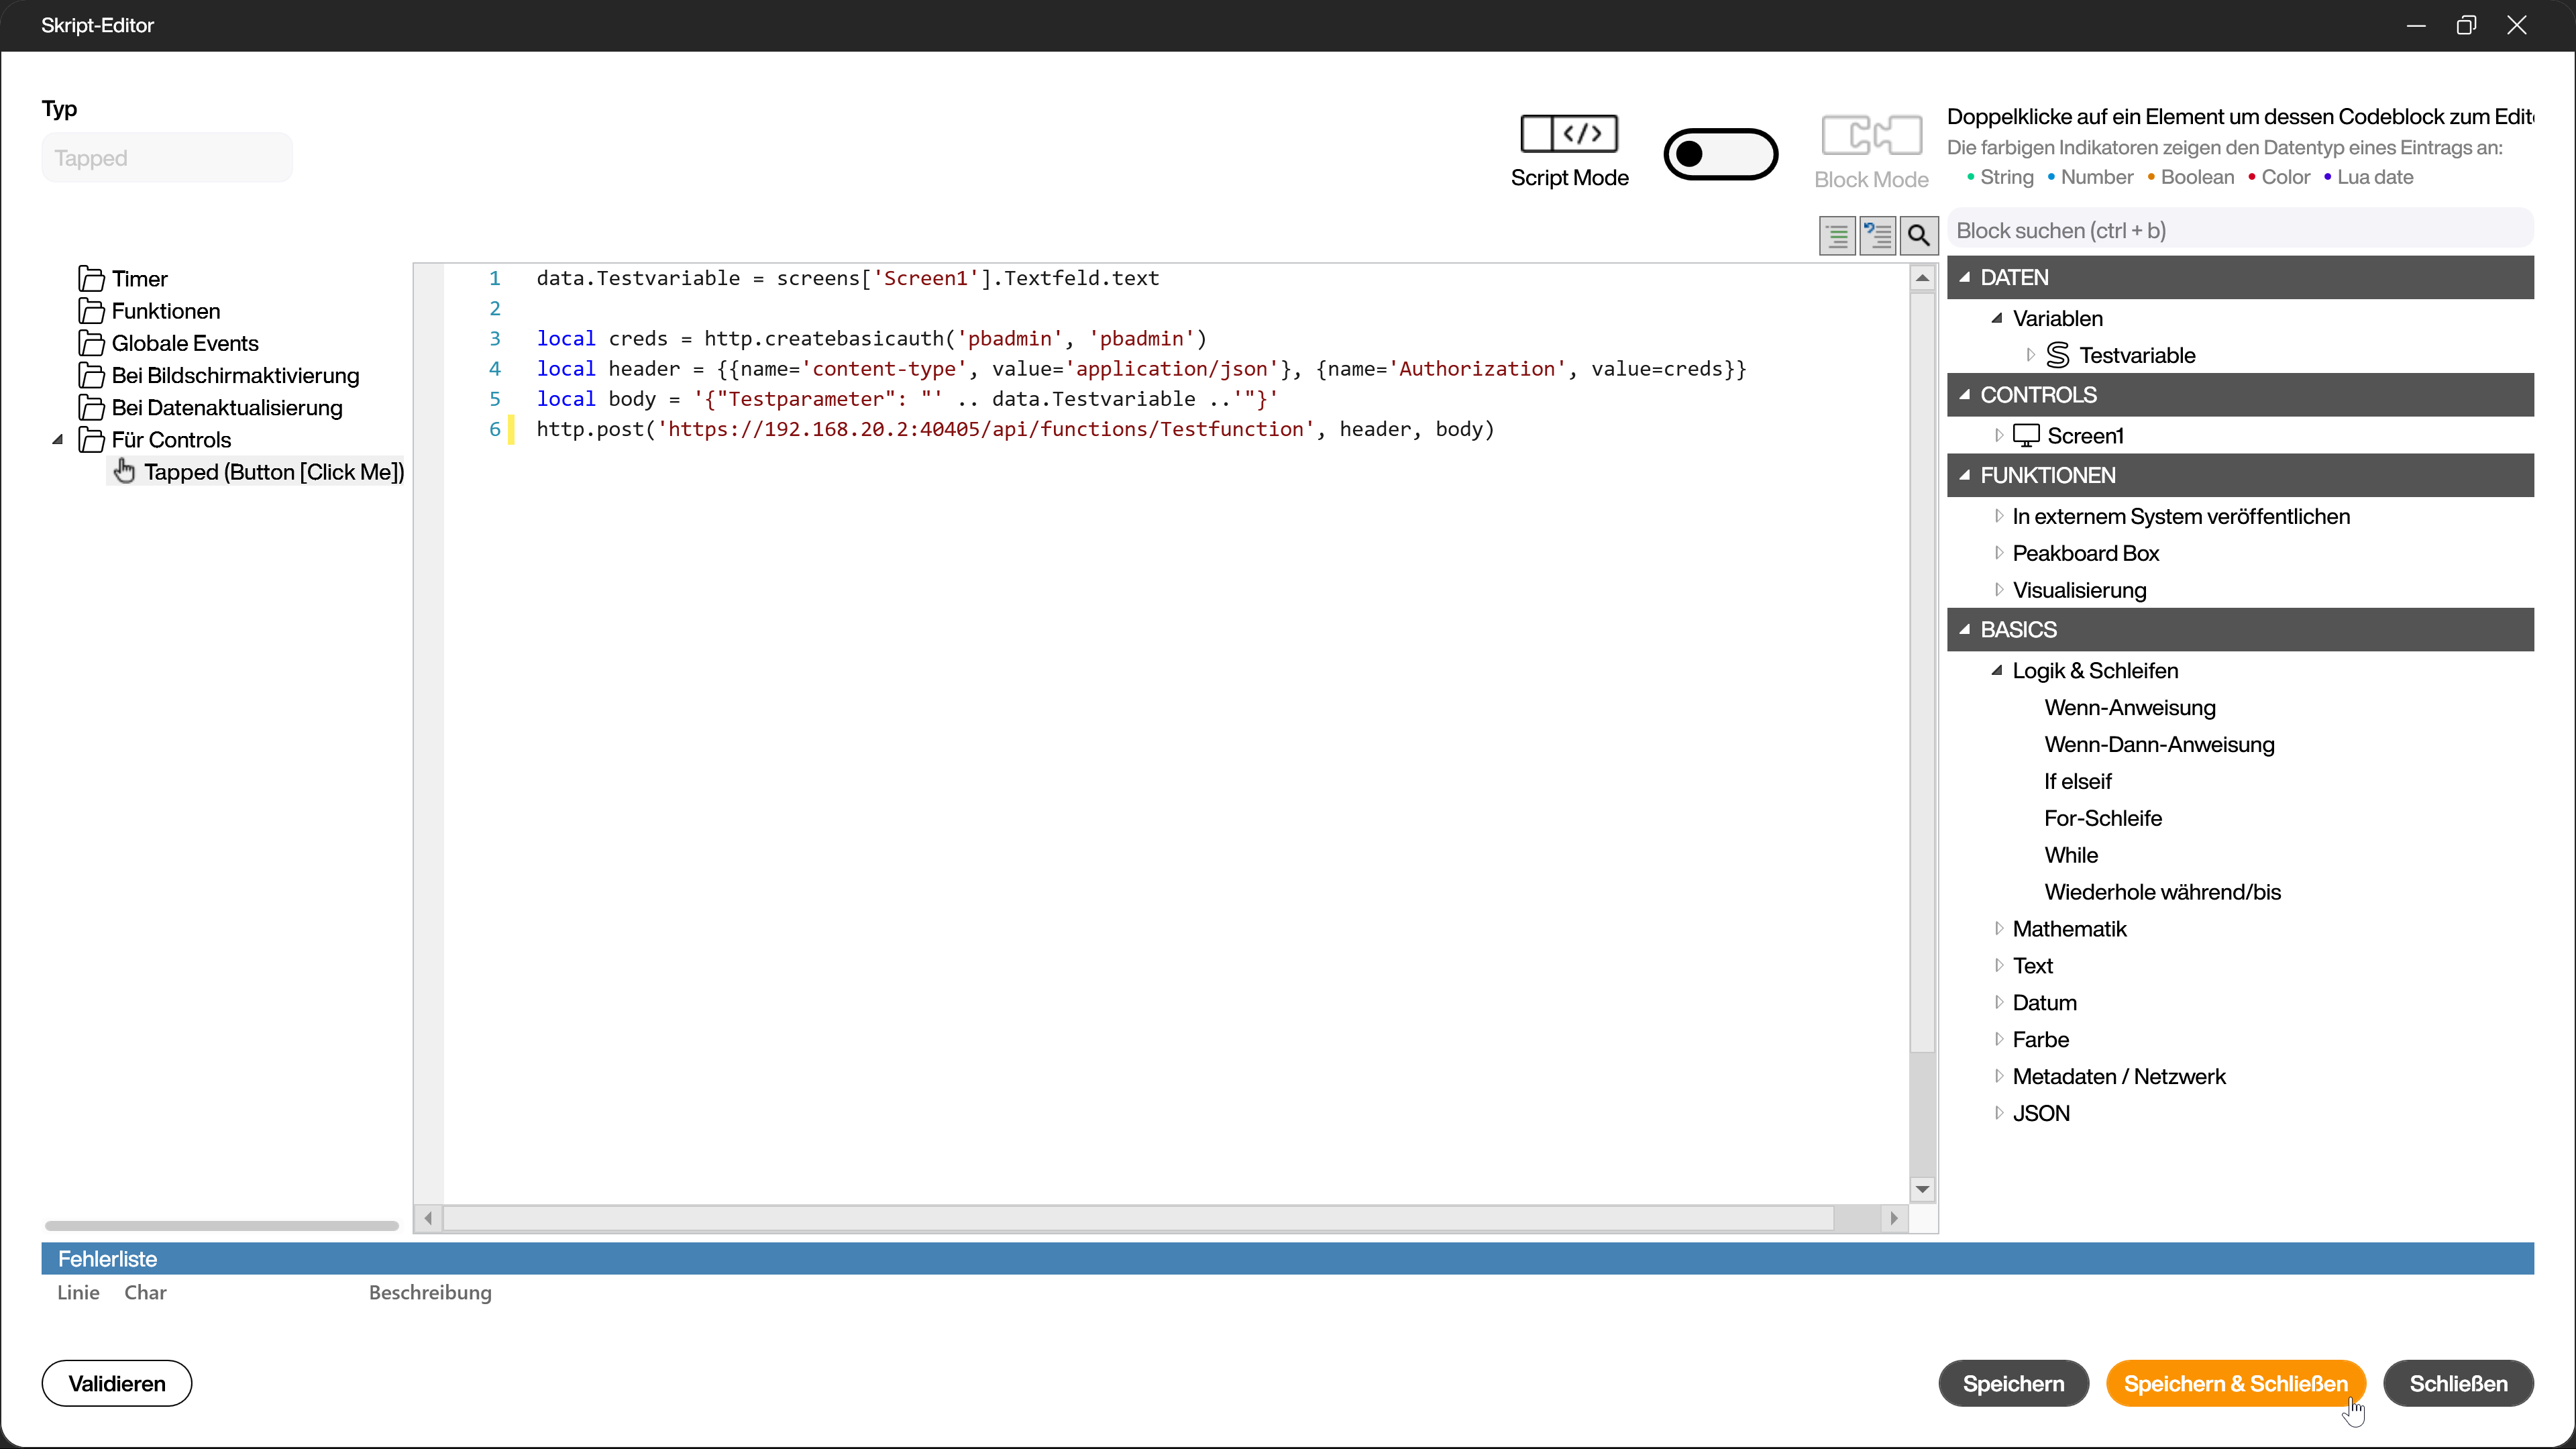 Skript-Editor
Typ
Tapped
Script Mode
Block Mode
Doppelklicke auf ein Element um dessen Codeblock zum Edit
Die farbigen Indikatoren zeigen den Datentyp eines Eintrags an:
• String • Number • Boolean • Color • Lua date
Block suchen (ctrl + b)
Timer
Funktionen
Globale Events
Bei Bildschirmaktivierung
Bei Datenaktualisierung
Für Controls
Tapped (Button [Click Me])
1 data.Testvariable = screens['Screen1'].Textfeld.text
2
3 local creds = http.createbasicauth('pbadmin', 'pbadmin')
4 local header = {{name='content-type', value='application/json'}, {name='Authorization', value=creds}}
5 local body = '{"Testparameter": "' .. data.Testvariable ..'"}'
6 http.post('https://192.168.20.2:40405/api/functions/Testfunction', header, body)
DATEN
Variablen
Testvariable
CONTROLS
Screen1
FUNKTIONEN
In externem System veröffentlichen
Peakboard Box
Visualisierung
BASICS
Logik & Schleifen
Wenn-Anweisung
Wenn-Dann-Anweisung
If elseif
For-Schleife
While
Wiederhole während/bis
Mathematik
Text
Datum
Farbe
Metadaten / Netzwerk
JSON
Fehlerliste
Linie Char Beschreibung
Validieren
Speichern
Speichern & Schließen
Schließen